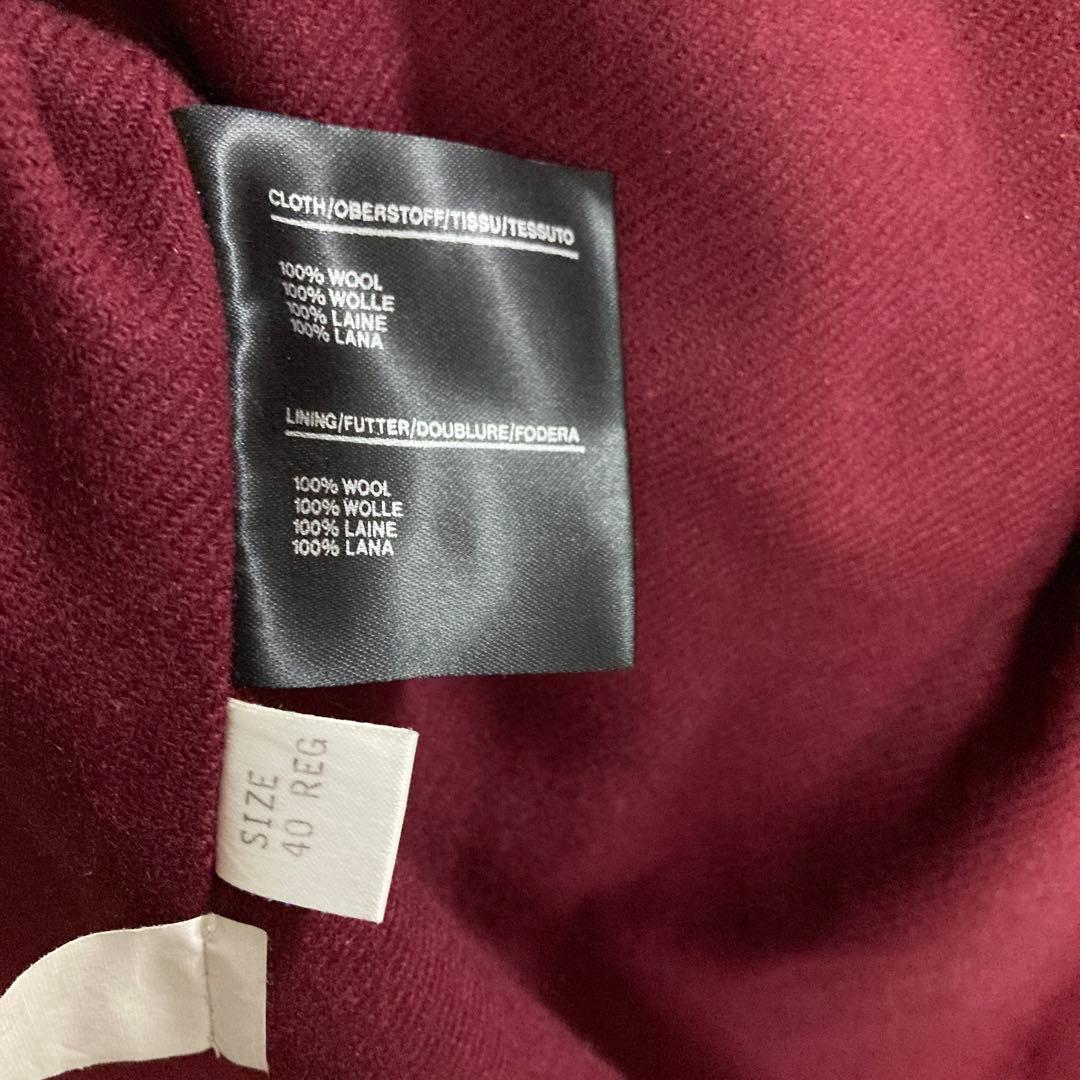 CLOTH/OBERSTOFF/TISSU/TESSUTO
100% WOOL
100% WOLLE
100% LAINE
100% LANA
LINING/FUTTER/DOUBLURE/FODERA
100% WOOL
100% WOLLE
100% LAINE
100% LANA
SIZE
40 REG